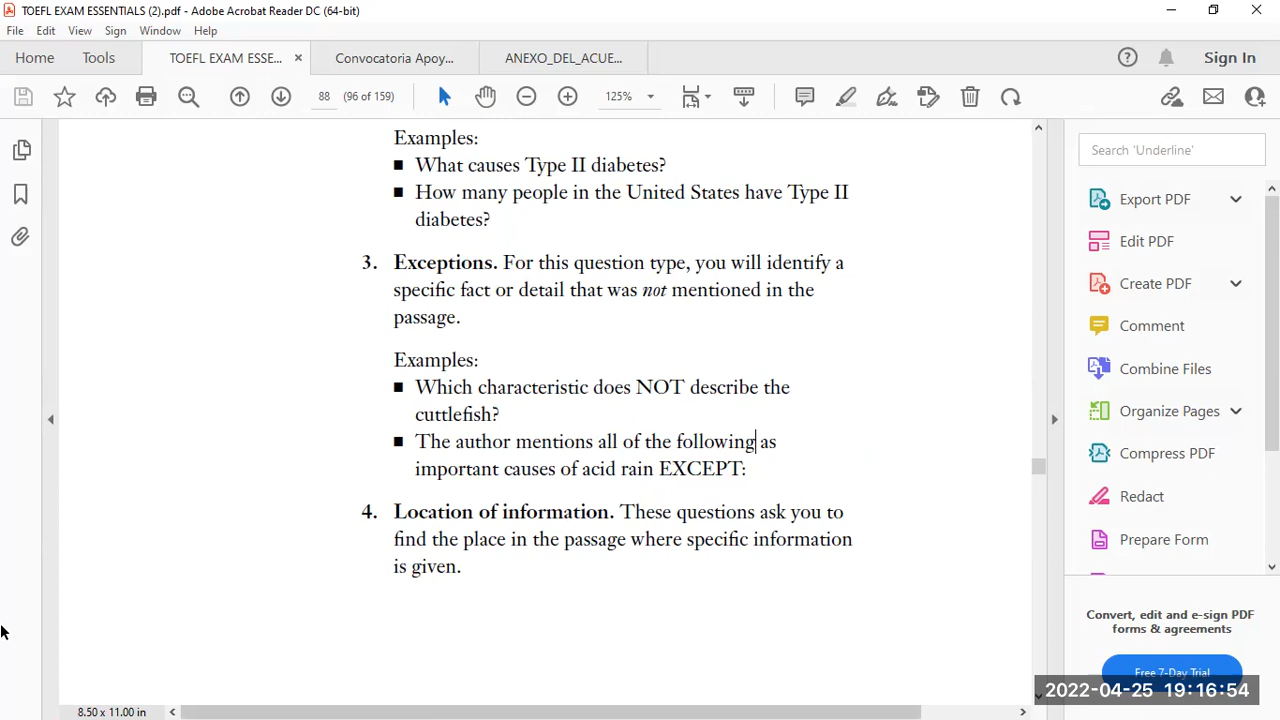 TOEFL EXAM ESSENTIALS (2).pdf - Adobe Acrobat Reader DC (64-bit)
File Edit View Sign Window Help
Home Tools TOEFL EXAM ESSE... × Convocatoria Apoy... ANEXO_DEL_ACUE... Sign In
88 (96 of 159) 125%
Examples:
■ What causes Type II diabetes?
■ How many people in the United States have Type II
diabetes?
3. Exceptions. For this question type, you will identify a
specific fact or detail that was not mentioned in the
passage.
Examples:
■ Which characteristic does NOT describe the
cuttlefish?
■ The author mentions all of the following as
important causes of acid rain EXCEPT:
4. Location of information. These questions ask you to
find the place in the passage where specific information
is given.
8.50 x 11.00 in
Search 'Underline'
Export PDF
Edit PDF
Create PDF
Comment
Combine Files
Organize Pages
Compress PDF
Redact
Prepare Form
Convert, edit and e-sign PDF
forms & agreements
Free 7-Day Trial
2022-04-25 19:16:54